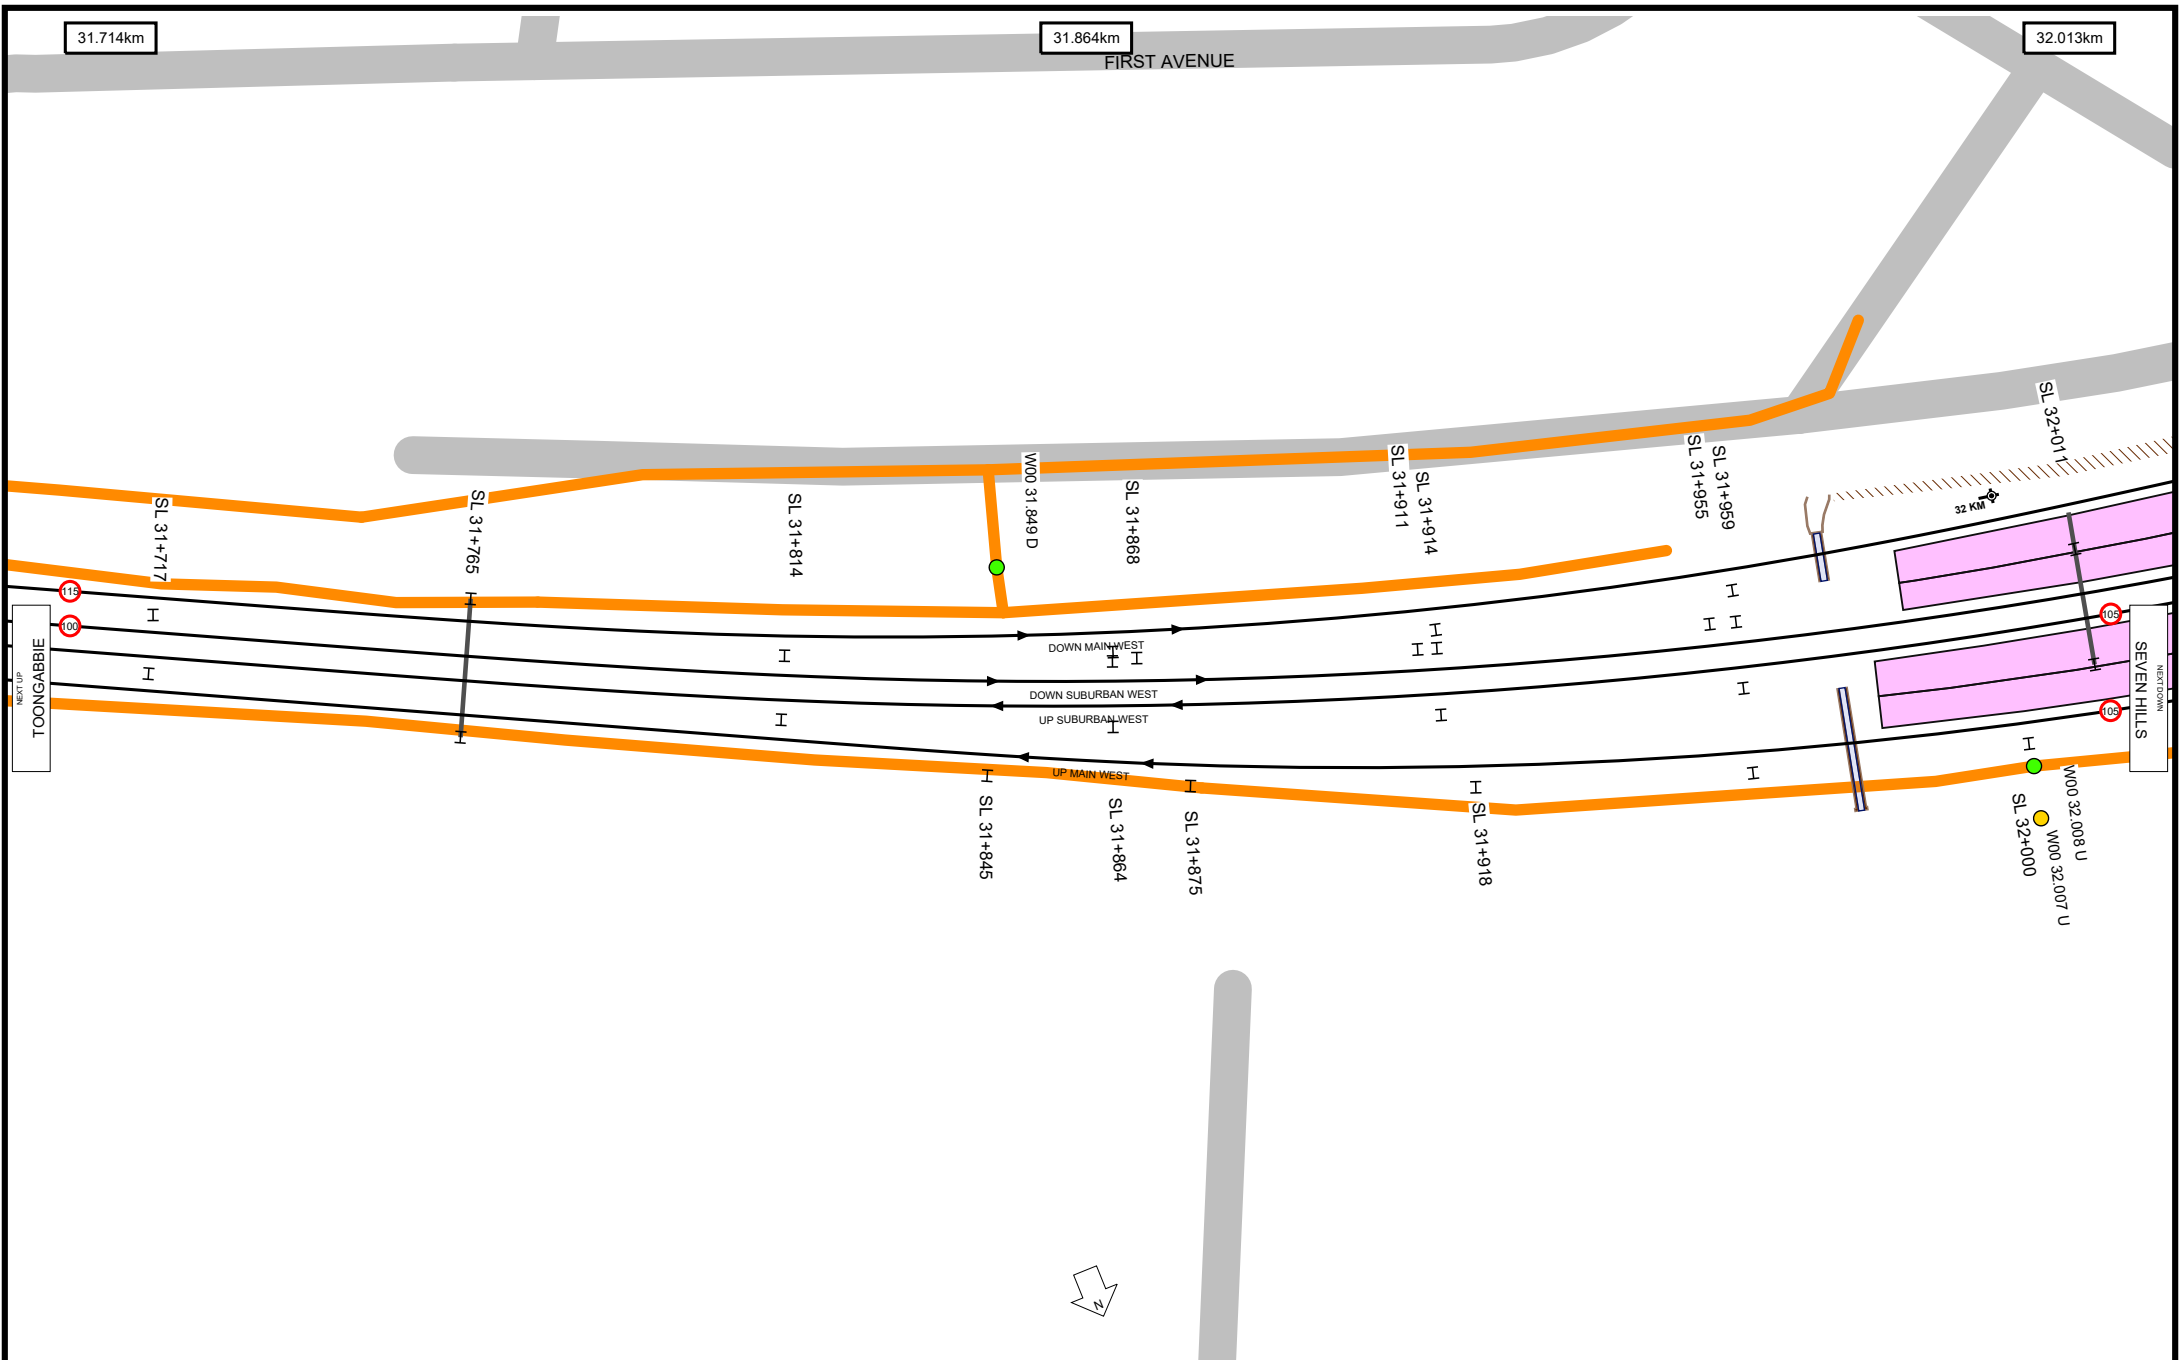 31.714km
31.864km
32.013km
FIRST AVENUE
SL 31+717
SL 31+765
SL 31+814
W00 31.849 D
SL 31+868
SL 31+911
SL 31+914
SL 31+955
SL 31+959
SL 32+011
32 KM
115
100
105
105
NEXT UP
TOONGABBIE
DOWN MAIN WEST
DOWN SUBURBAN WEST
UP SUBURBAN WEST
UP MAIN WEST
SEVEN HILLS
NEXT DOWN
SL 31+845
SL 31+864
SL 31+875
SL 31+918
SL 32+000
W00 32.008 U
W00 32.007 U
N